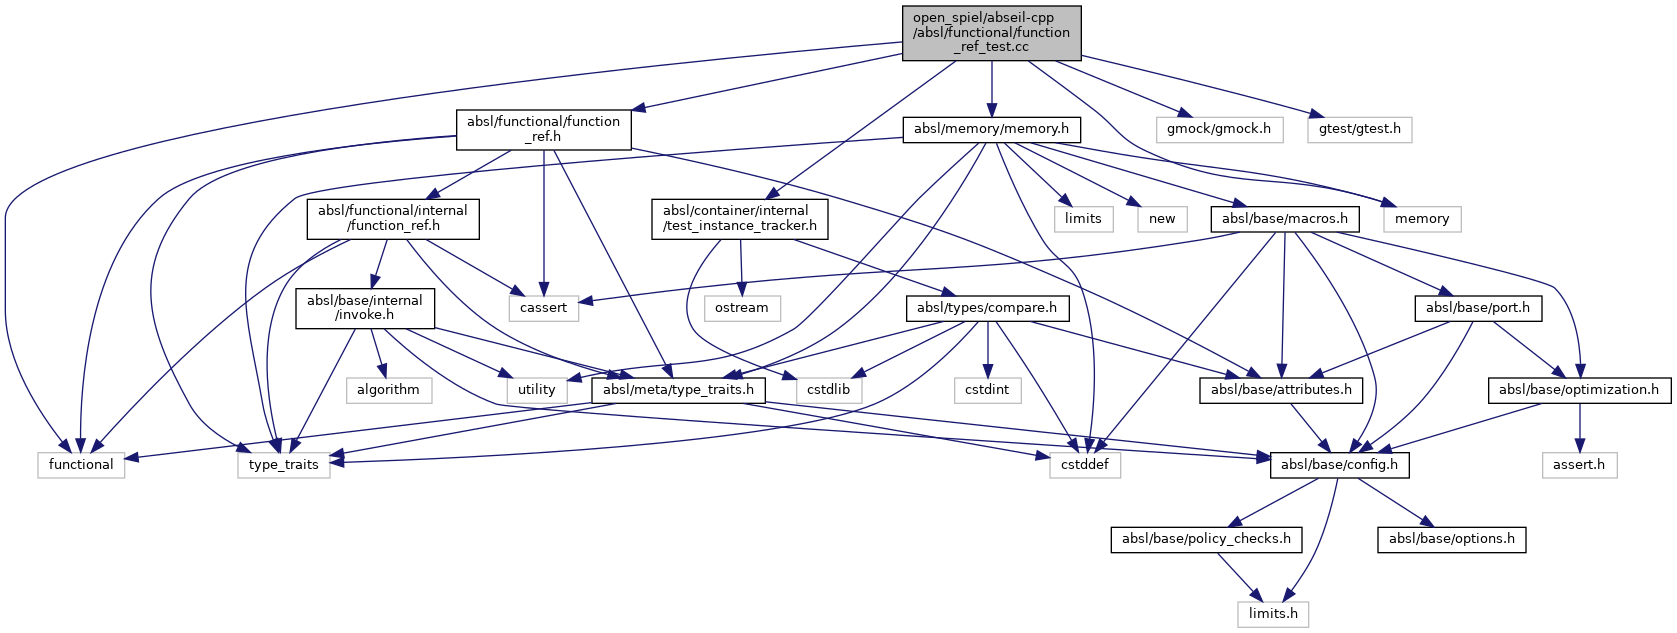 open_spiel/abseil-cpp
/absl/functional/function
_ref_test.cc
absl/functional/function
_ref.h
absl/memory/memory.h
gmock/gmock.h
gtest/gtest.h
absl/functional/internal
/function_ref.h
absl/container/internal
/test_instance_tracker.h
limits
new
absl/base/macros.h
memory
absl/base/internal
/invoke.h
cassert
ostream
absl/types/compare.h
absl/base/port.h
algorithm
utility
absl/meta/type_traits.h
cstdlib
cstdint
absl/base/attributes.h
absl/base/optimization.h
functional
type_traits
cstddef
absl/base/config.h
assert.h
absl/base/policy_checks.h
absl/base/options.h
limits.h